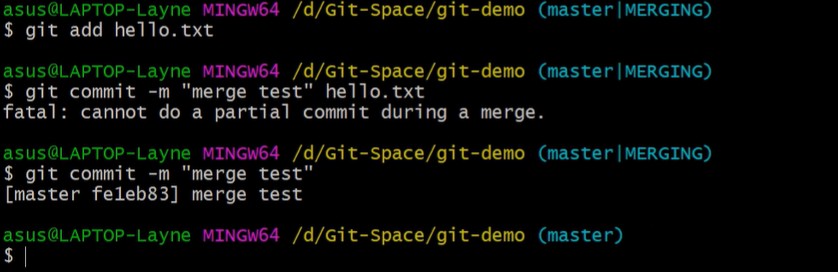 asus@LAPTOP-Layne MINGW64 /d/Git-Space/git-demo (master|MERGING)
$ git add hello.txt
asus@LAPTOP-Layne MINGW64 /d/Git-Space/git-demo (master|MERGING)
$ git commit -m "merge test" hello.txt
fatal: cannot do a partial commit during a merge.
asus@LAPTOP-Layne MINGW64 /d/Git-Space/git-demo (master|MERGING)
$ git commit -m "merge test"
[master fe1eb83] merge test
asus@LAPTOP-Layne MINGW64 /d/Git-Space/git-demo (master)
$